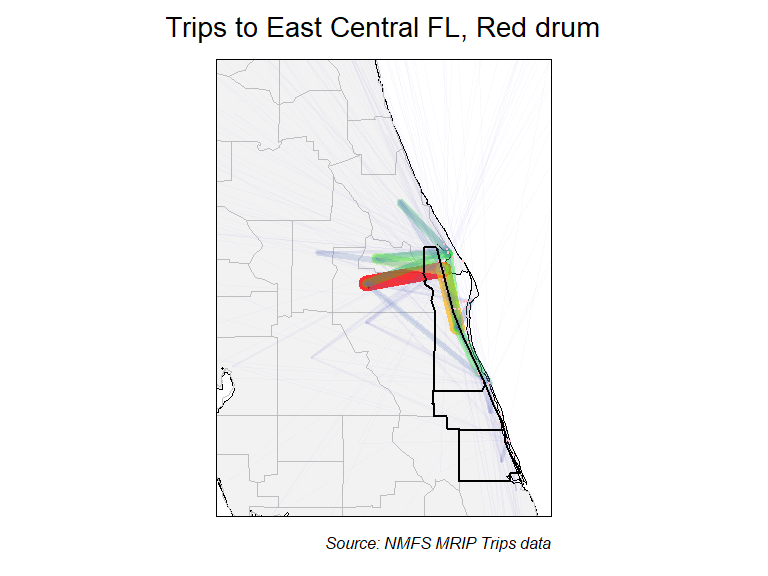 Trips to East Central FL, Red drum
Source: NMFS MRIP Trips data